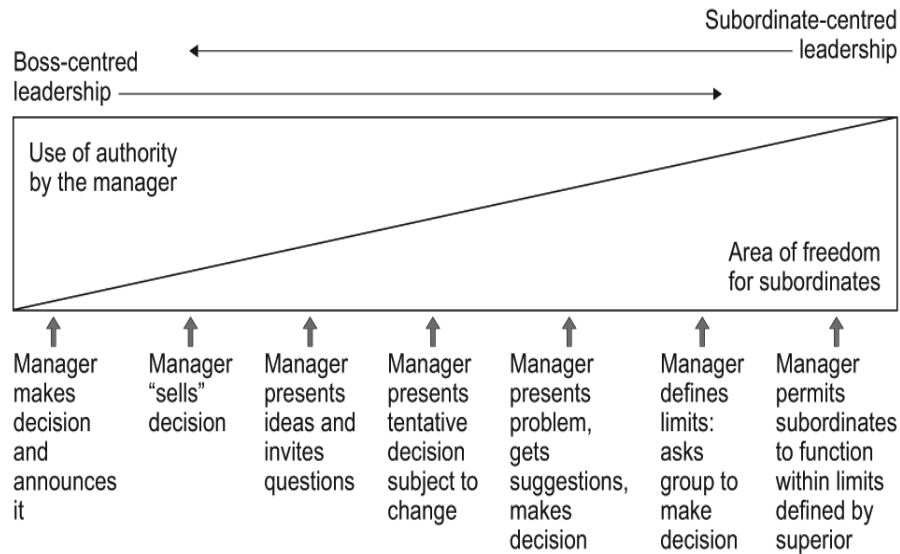 Subordinate-centred
leadership
Boss-centred
leadership
Use of authority
by the manager
Area of freedom
for subordinates
Manager
makes
decision
and
announces
it
Manager
“sells”
decision
Manager
presents
ideas and
invites
questions
Manager
presents
tentative
decision
subject to
change
Manager
presents
problem,
gets
suggestions,
makes
decision
Manager
defines
limits:
asks
group to
make
decision
Manager
permits
subordinates
to function
within limits
defined by
superior